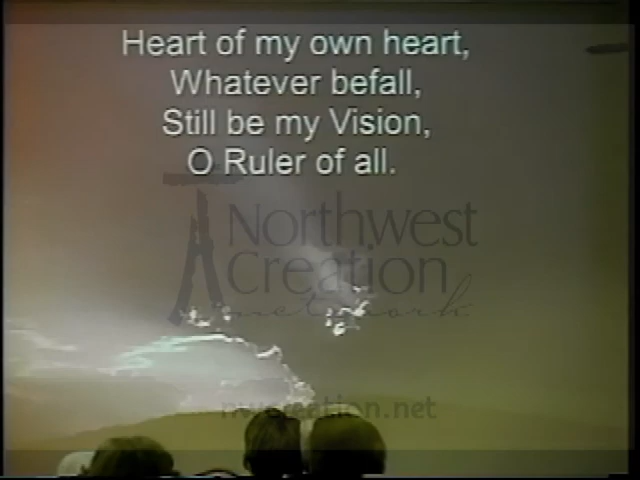 Heart of my own heart,
Whatever befall,
Still be my Vision,
O Ruler of all.
Northwest
Creation
network
nwcreation.net